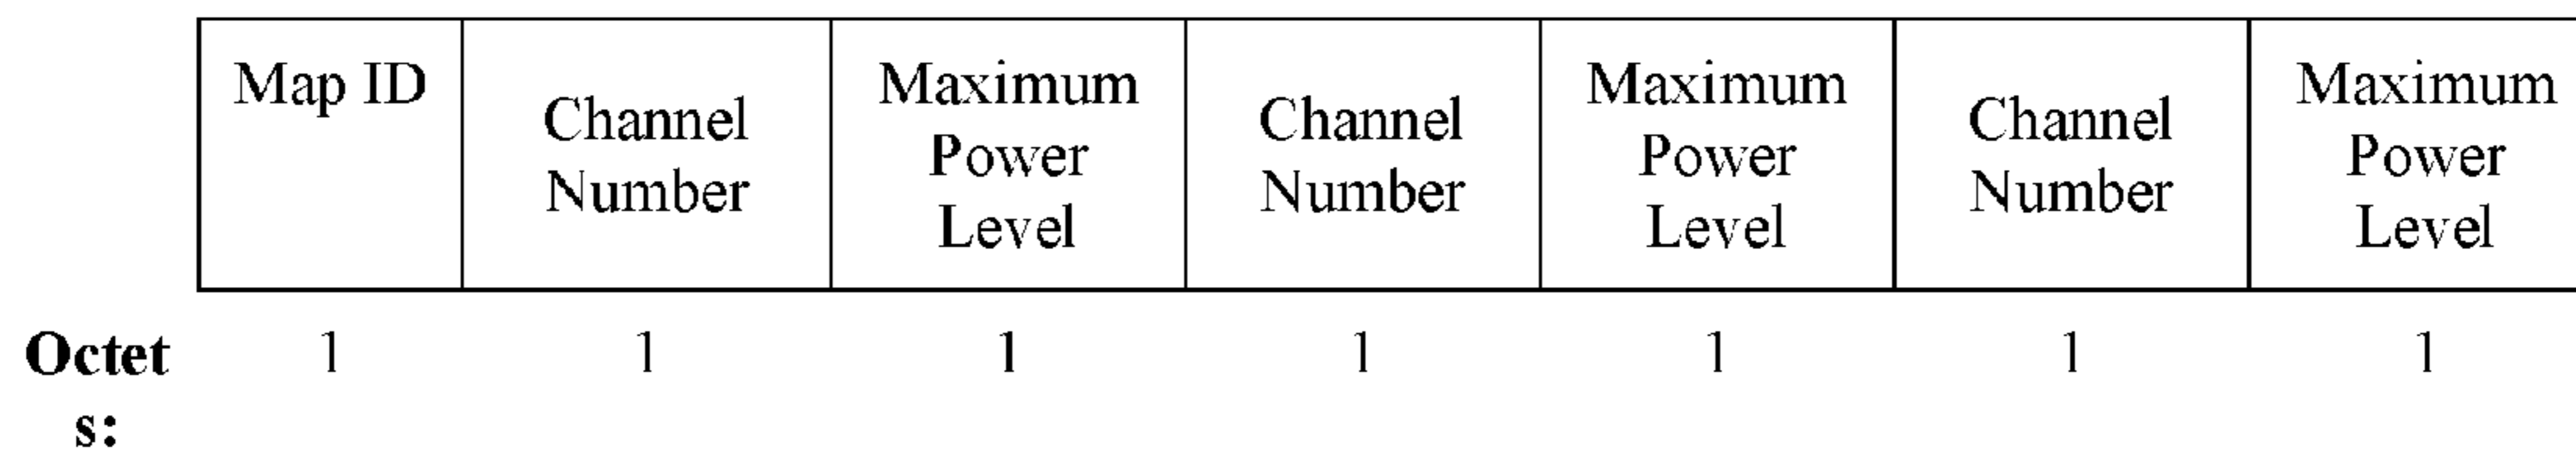 Map ID
Channel
Number
Maximum
Power
Level
Channel
Number
Maximum
Power
Level
Channel
Number
Maximum
Power
Level
Octet
s:
1 1 1 1 1 1 1